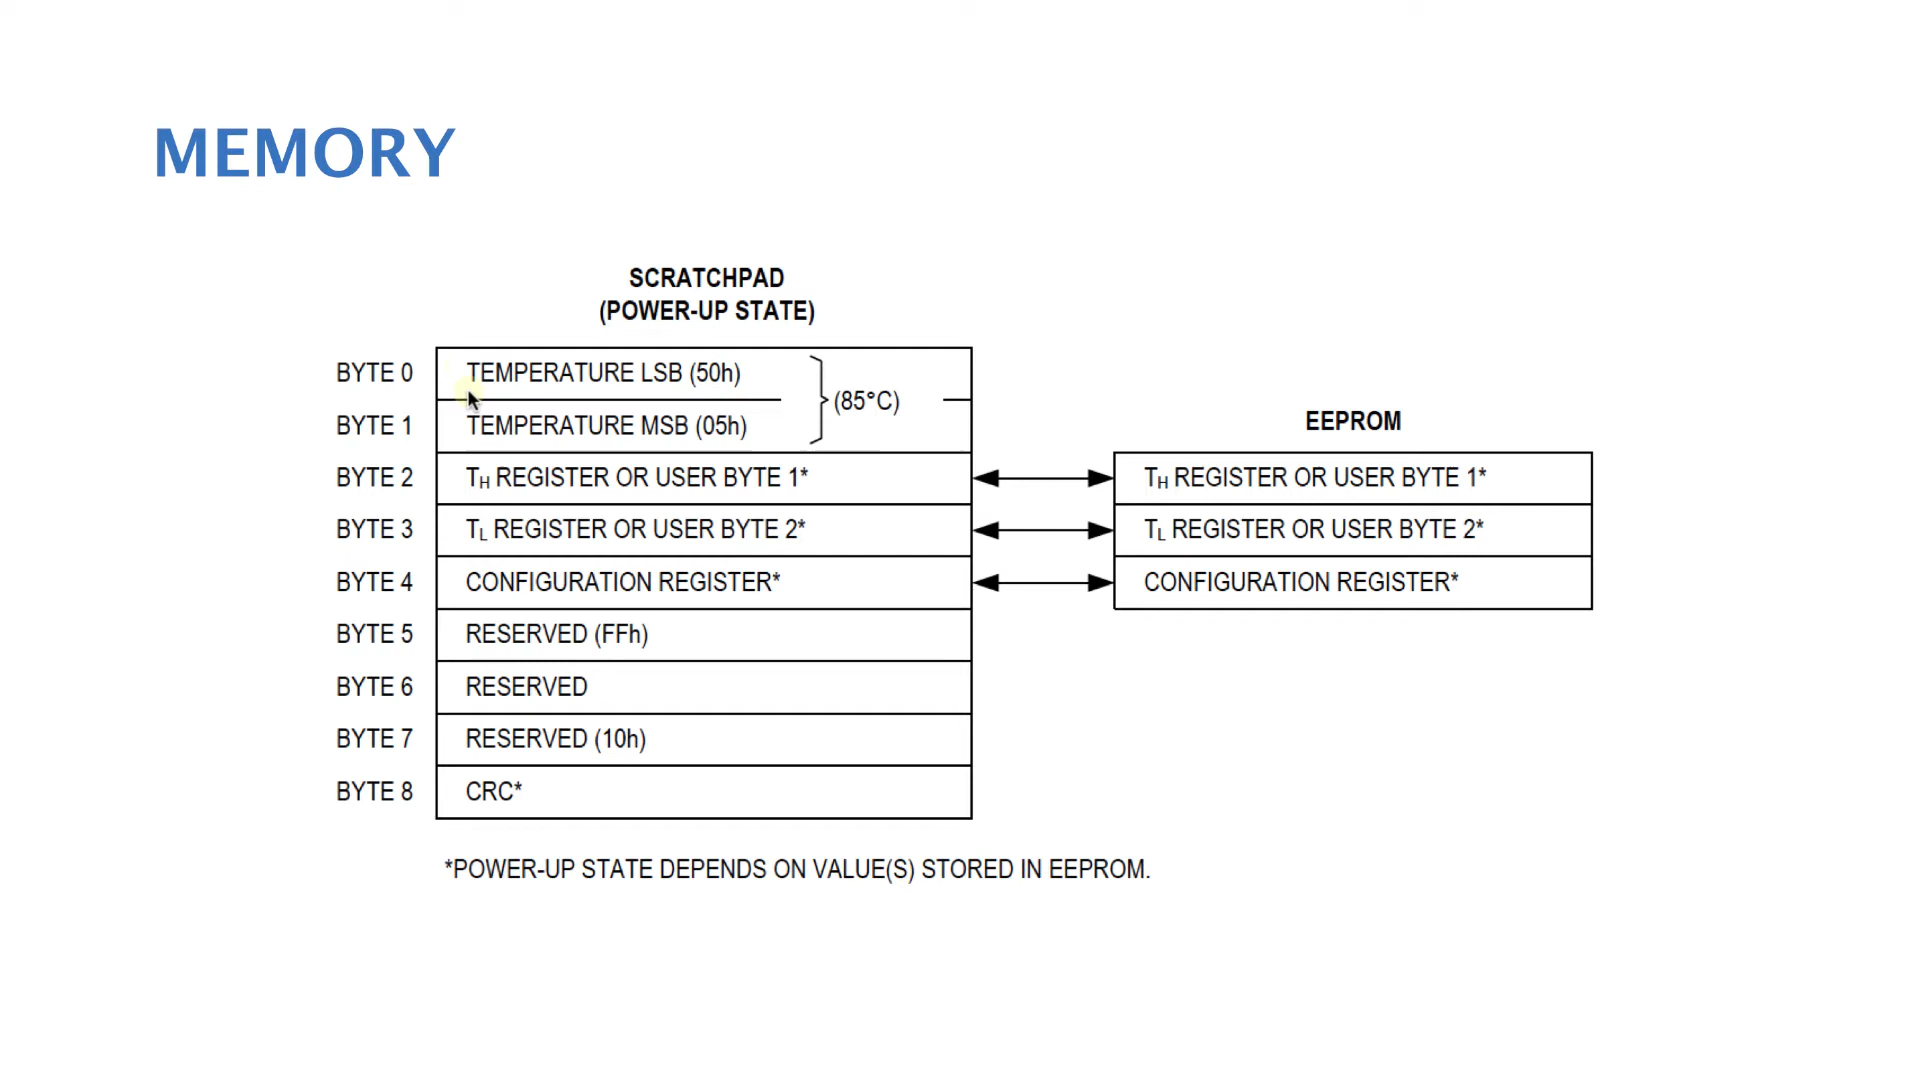 MEMORY
SCRATCHPAD
(POWER-UP STATE)
BYTE 0 TEMPERATURE LSB (50h)
(85°C)
BYTE 1 TEMPERATURE MSB (05h)
EEPROM
BYTE 2 TH REGISTER OR USER BYTE 1* TH REGISTER OR USER BYTE 1*
BYTE 3 TL REGISTER OR USER BYTE 2* TL REGISTER OR USER BYTE 2*
BYTE 4 CONFIGURATION REGISTER* CONFIGURATION REGISTER*
BYTE 5 RESERVED (FFh)
BYTE 6 RESERVED
BYTE 7 RESERVED (10h)
BYTE 8 CRC*
*POWER-UP STATE DEPENDS ON VALUE(S) STORED IN EEPROM.